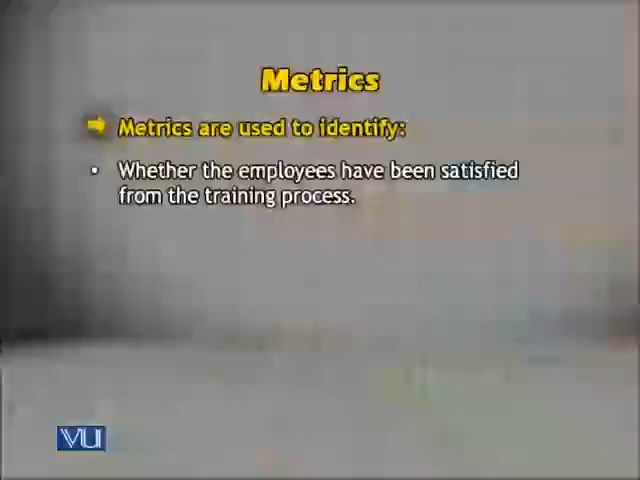 Metrics
Metrics are used to identify:
• Whether the employees have been satisfied
from the training process.
VU